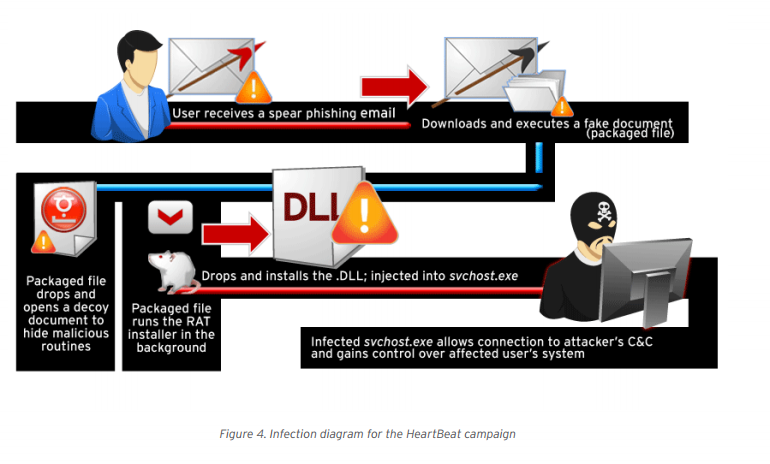 User receives a spear phishing email
Downloads and executes a fake document
(packaged file)
DLL
Drops and installs the .DLL; injected into svchost.exe
Packaged file
drops and
opens a decoy
document to
hide malicious
routines
Packaged file
runs the RAT
installer in the
background
Infected svchost.exe allows connection to attacker's C&C
and gains control over affected user's system
Figure 4. Infection diagram for the HeartBeat campaign